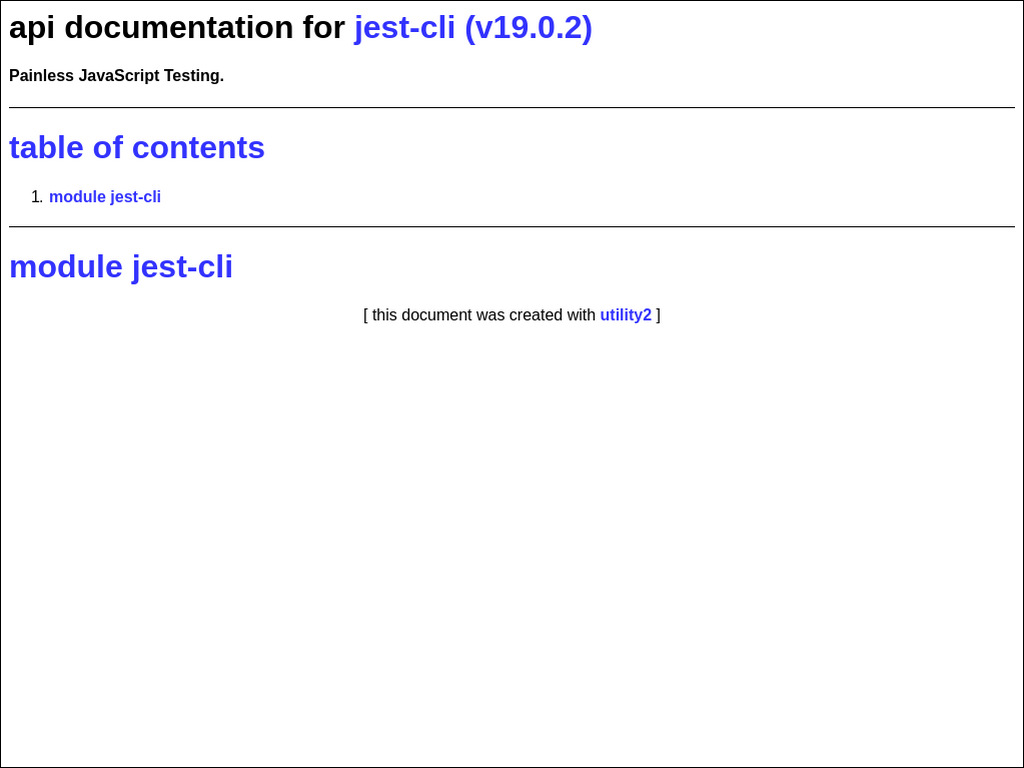 api documentation for jest-cli (v19.0.2)
Painless JavaScript Testing.
table of contents
1. module jest-cli
module jest-cli
[ this document was created with utility2 ]